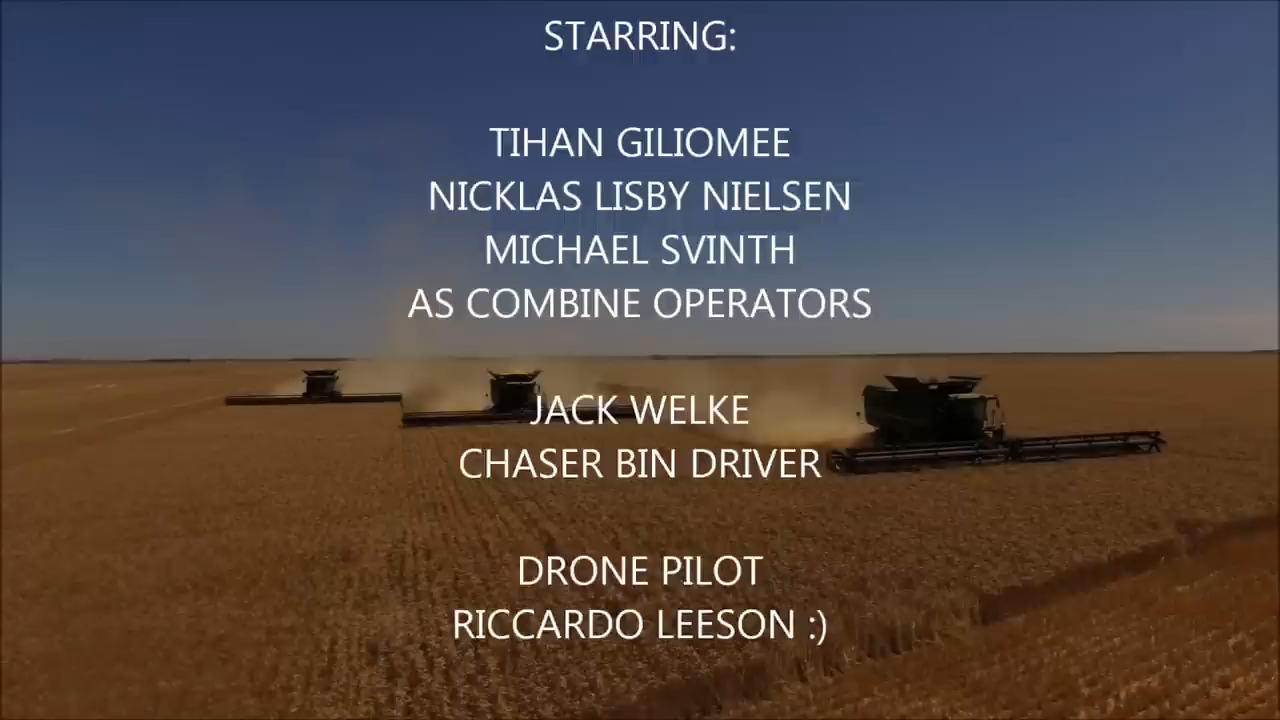 STARRING:
TIHAN GILIOMEE
NICKLAS LISBY NIELSEN
MICHAEL SVINTH
AS COMBINE OPERATORS
JACK WELKE
CHASER BIN DRIVER
DRONE PILOT
RICCARDO LEESON :)